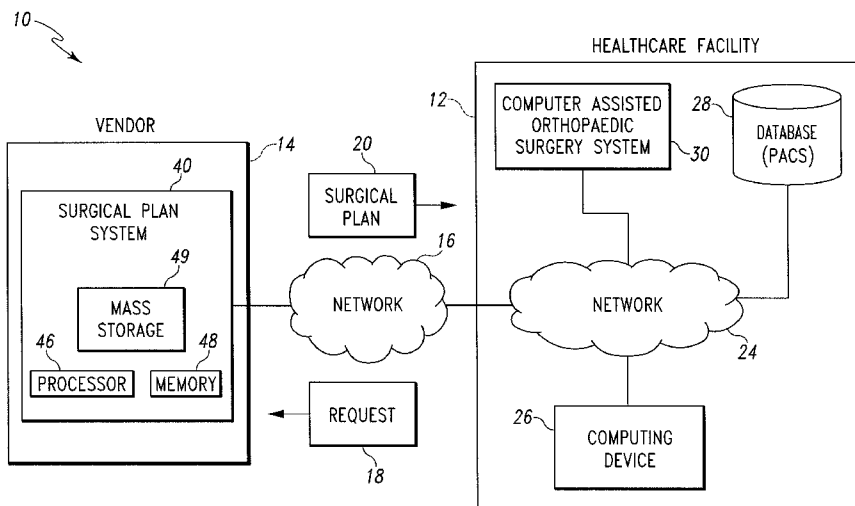 10
HEALTHCARE FACILITY
VENDOR
14
40
SURGICAL PLAN
SYSTEM
49
MASS
STORAGE
46
PROCESSOR
48
MEMORY
20
SURGICAL
PLAN
16
NETWORK
REQUEST
18
12
COMPUTER ASSISTED
ORTHOPAEDIC
SURGERY SYSTEM
30
28
DATABASE
(PACS)
NETWORK
24
26
COMPUTING
DEVICE